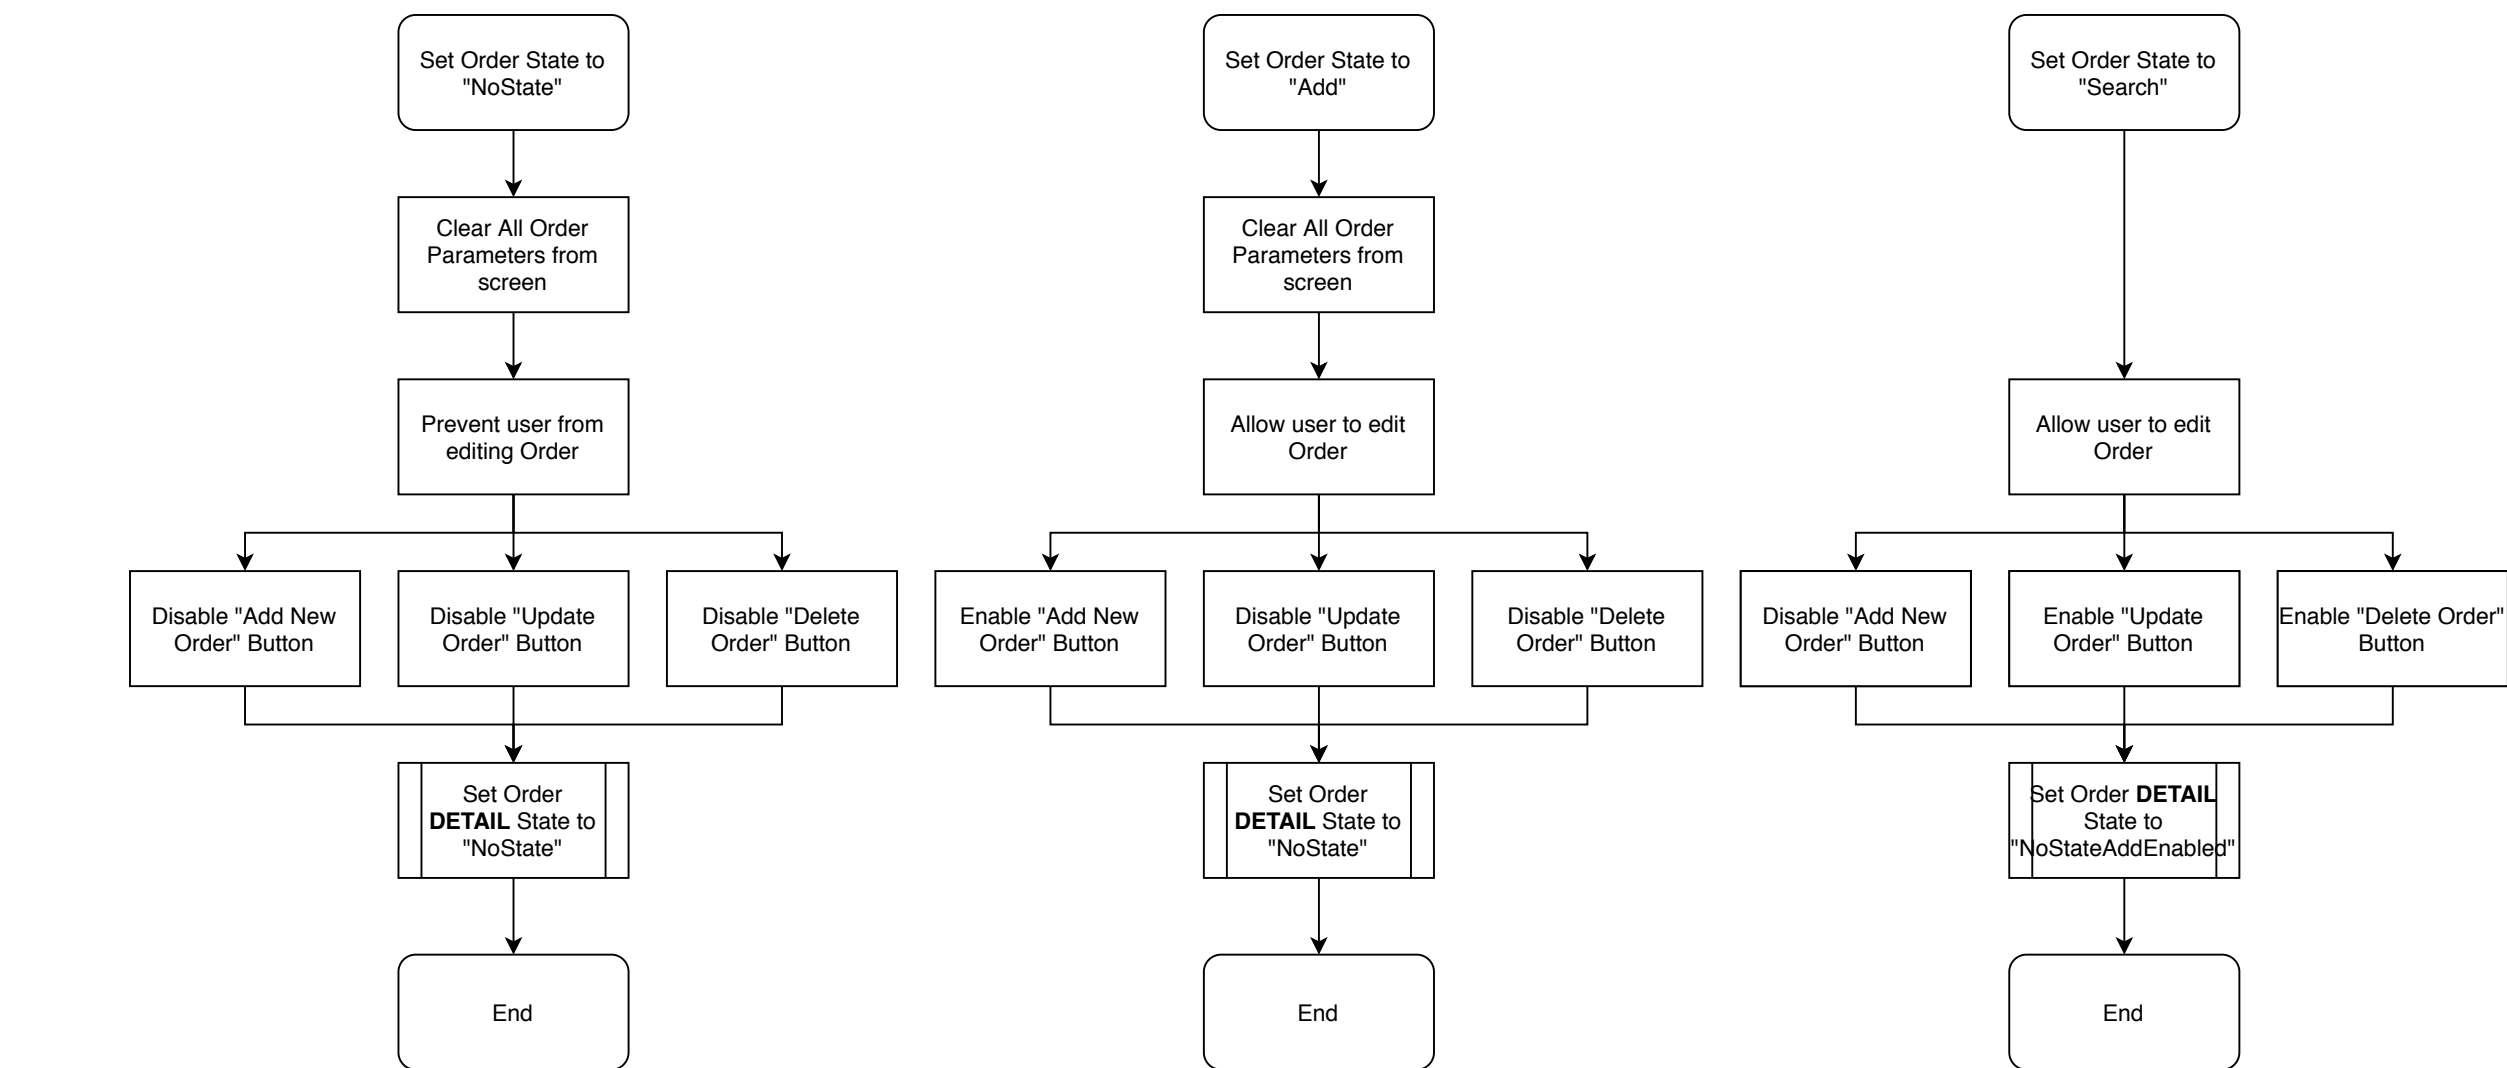 Set Order State to
"NoState"
Clear All Order
Parameters from
screen
Prevent user from
editing Order
Disable "Add New
Order" Button
Disable "Update
Order" Button
Disable "Delete
Order" Button
Set Order
DETAIL State to
"NoState"
End
Set Order State to
"Add"
Clear All Order
Parameters from
screen
Allow user to edit
Order
Enable "Add New
Order" Button
Disable "Update
Order" Button
Disable "Delete
Order" Button
Set Order
DETAIL State to
"NoState"
End
Set Order State to
"Search"
Allow user to edit
Order
Disable "Add New
Order" Button
Enable "Update
Order" Button
Enable "Delete Order"
Button
Set Order DETAIL
State to
"NoStateAddEnabled"
End